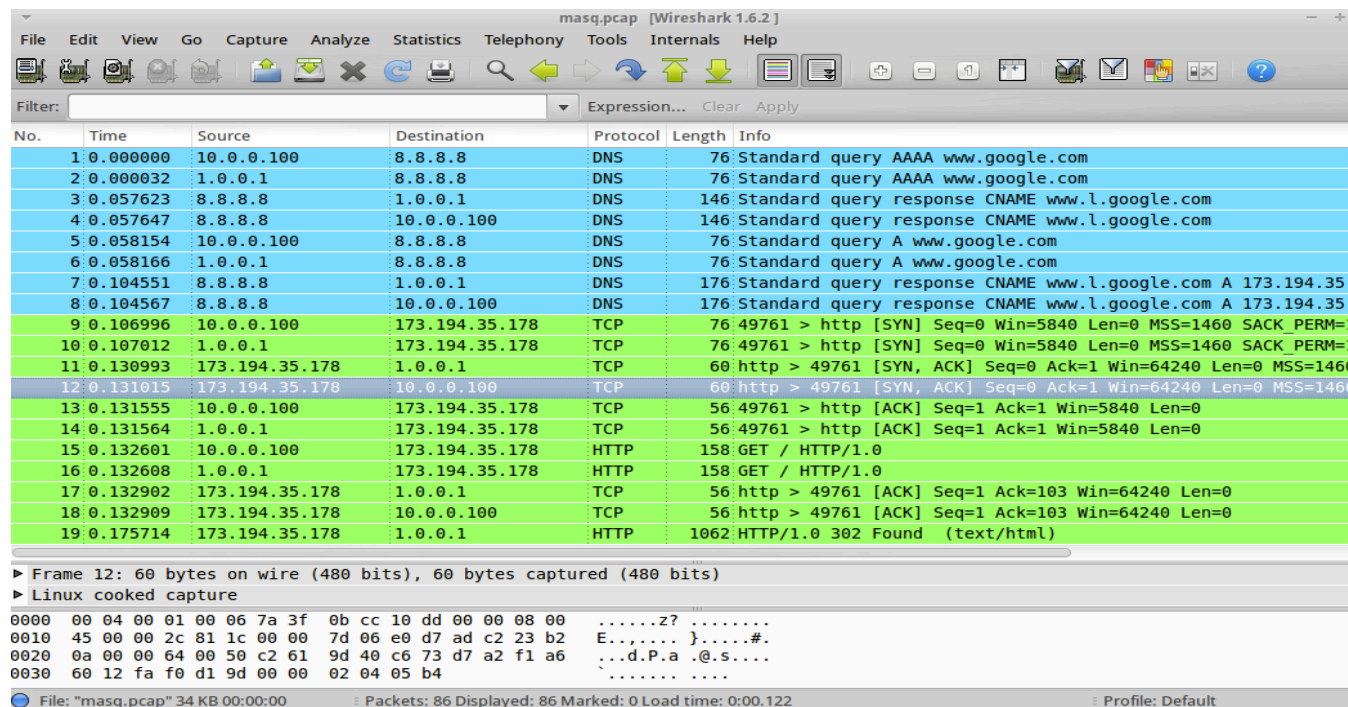 masq.pcap [Wireshark 1.6.2 ]
File Edit View Go Capture Analyze Statistics Telephony Tools Internals Help
Filter: Expression... Clear Apply
No. Time Source Destination Protocol Length Info
1 0.000000 10.0.0.100 8.8.8.8 DNS 76 Standard query AAAA www.google.com
2 0.000032 1.0.0.1 8.8.8.8 DNS 76 Standard query AAAA www.google.com
3 0.057623 8.8.8.8 1.0.0.1 DNS 146 Standard query response CNAME www.l.google.com
4 0.057647 8.8.8.8 10.0.0.100 DNS 146 Standard query response CNAME www.l.google.com
5 0.058154 10.0.0.100 8.8.8.8 DNS 76 Standard query A www.google.com
6 0.058166 1.0.0.1 8.8.8.8 DNS 76 Standard query A www.google.com
7 0.104551 8.8.8.8 1.0.0.1 DNS 176 Standard query response CNAME www.l.google.com A 173.194.35
8 0.104567 8.8.8.8 10.0.0.100 DNS 176 Standard query response CNAME www.l.google.com A 173.194.35
9 0.106996 10.0.0.100 173.194.35.178 TCP 76 49761 > http [SYN] Seq=0 Win=5840 Len=0 MSS=1460 SACK_PERM=
10 0.107012 1.0.0.1 173.194.35.178 TCP 76 49761 > http [SYN] Seq=0 Win=5840 Len=0 MSS=1460 SACK_PERM=
11 0.130993 173.194.35.178 1.0.0.1 TCP 60 http > 49761 [SYN, ACK] Seq=0 Ack=1 Win=64240 Len=0 MSS=146
12 0.131015 173.194.35.178 10.0.0.100 TCP 60 http > 49761 [SYN, ACK] Seq=0 Ack=1 Win=64240 Len=0 MSS=146
13 0.131555 10.0.0.100 173.194.35.178 TCP 56 49761 > http [ACK] Seq=1 Ack=1 Win=5840 Len=0
14 0.131564 1.0.0.1 173.194.35.178 TCP 56 49761 > http [ACK] Seq=1 Ack=1 Win=5840 Len=0
15 0.132601 10.0.0.100 173.194.35.178 HTTP 158 GET / HTTP/1.0
16 0.132608 1.0.0.1 173.194.35.178 HTTP 158 GET / HTTP/1.0
17 0.132902 173.194.35.178 1.0.0.1 TCP 56 http > 49761 [ACK] Seq=1 Ack=103 Win=64240 Len=0
18 0.132909 173.194.35.178 10.0.0.100 TCP 56 http > 49761 [ACK] Seq=1 Ack=103 Win=64240 Len=0
19 0.175714 173.194.35.178 1.0.0.1 HTTP 1062 HTTP/1.0 302 Found (text/html)
Frame 12: 60 bytes on wire (480 bits), 60 bytes captured (480 bits)
Linux cooked capture
0000 00 04 00 01 00 06 7a 3f 0b cc 10 dd 00 00 08 00 ......z? ........
0010 45 00 00 2c 81 1c 00 00 7d 06 e0 d7 ad c2 23 b2 E..,.... }.....#.
0020 0a 00 00 64 00 50 c2 61 9d 40 c6 73 d7 a2 f1 a6 ...d.P.a .@.s....
0030 60 12 fa f0 d1 9d 00 00 02 04 05 b4 `....... ....
File: "masq.pcap" 34 KB 00:00:00 Packets: 86 Displayed: 86 Marked: 0 Load time: 0:00.122 Profile: Default